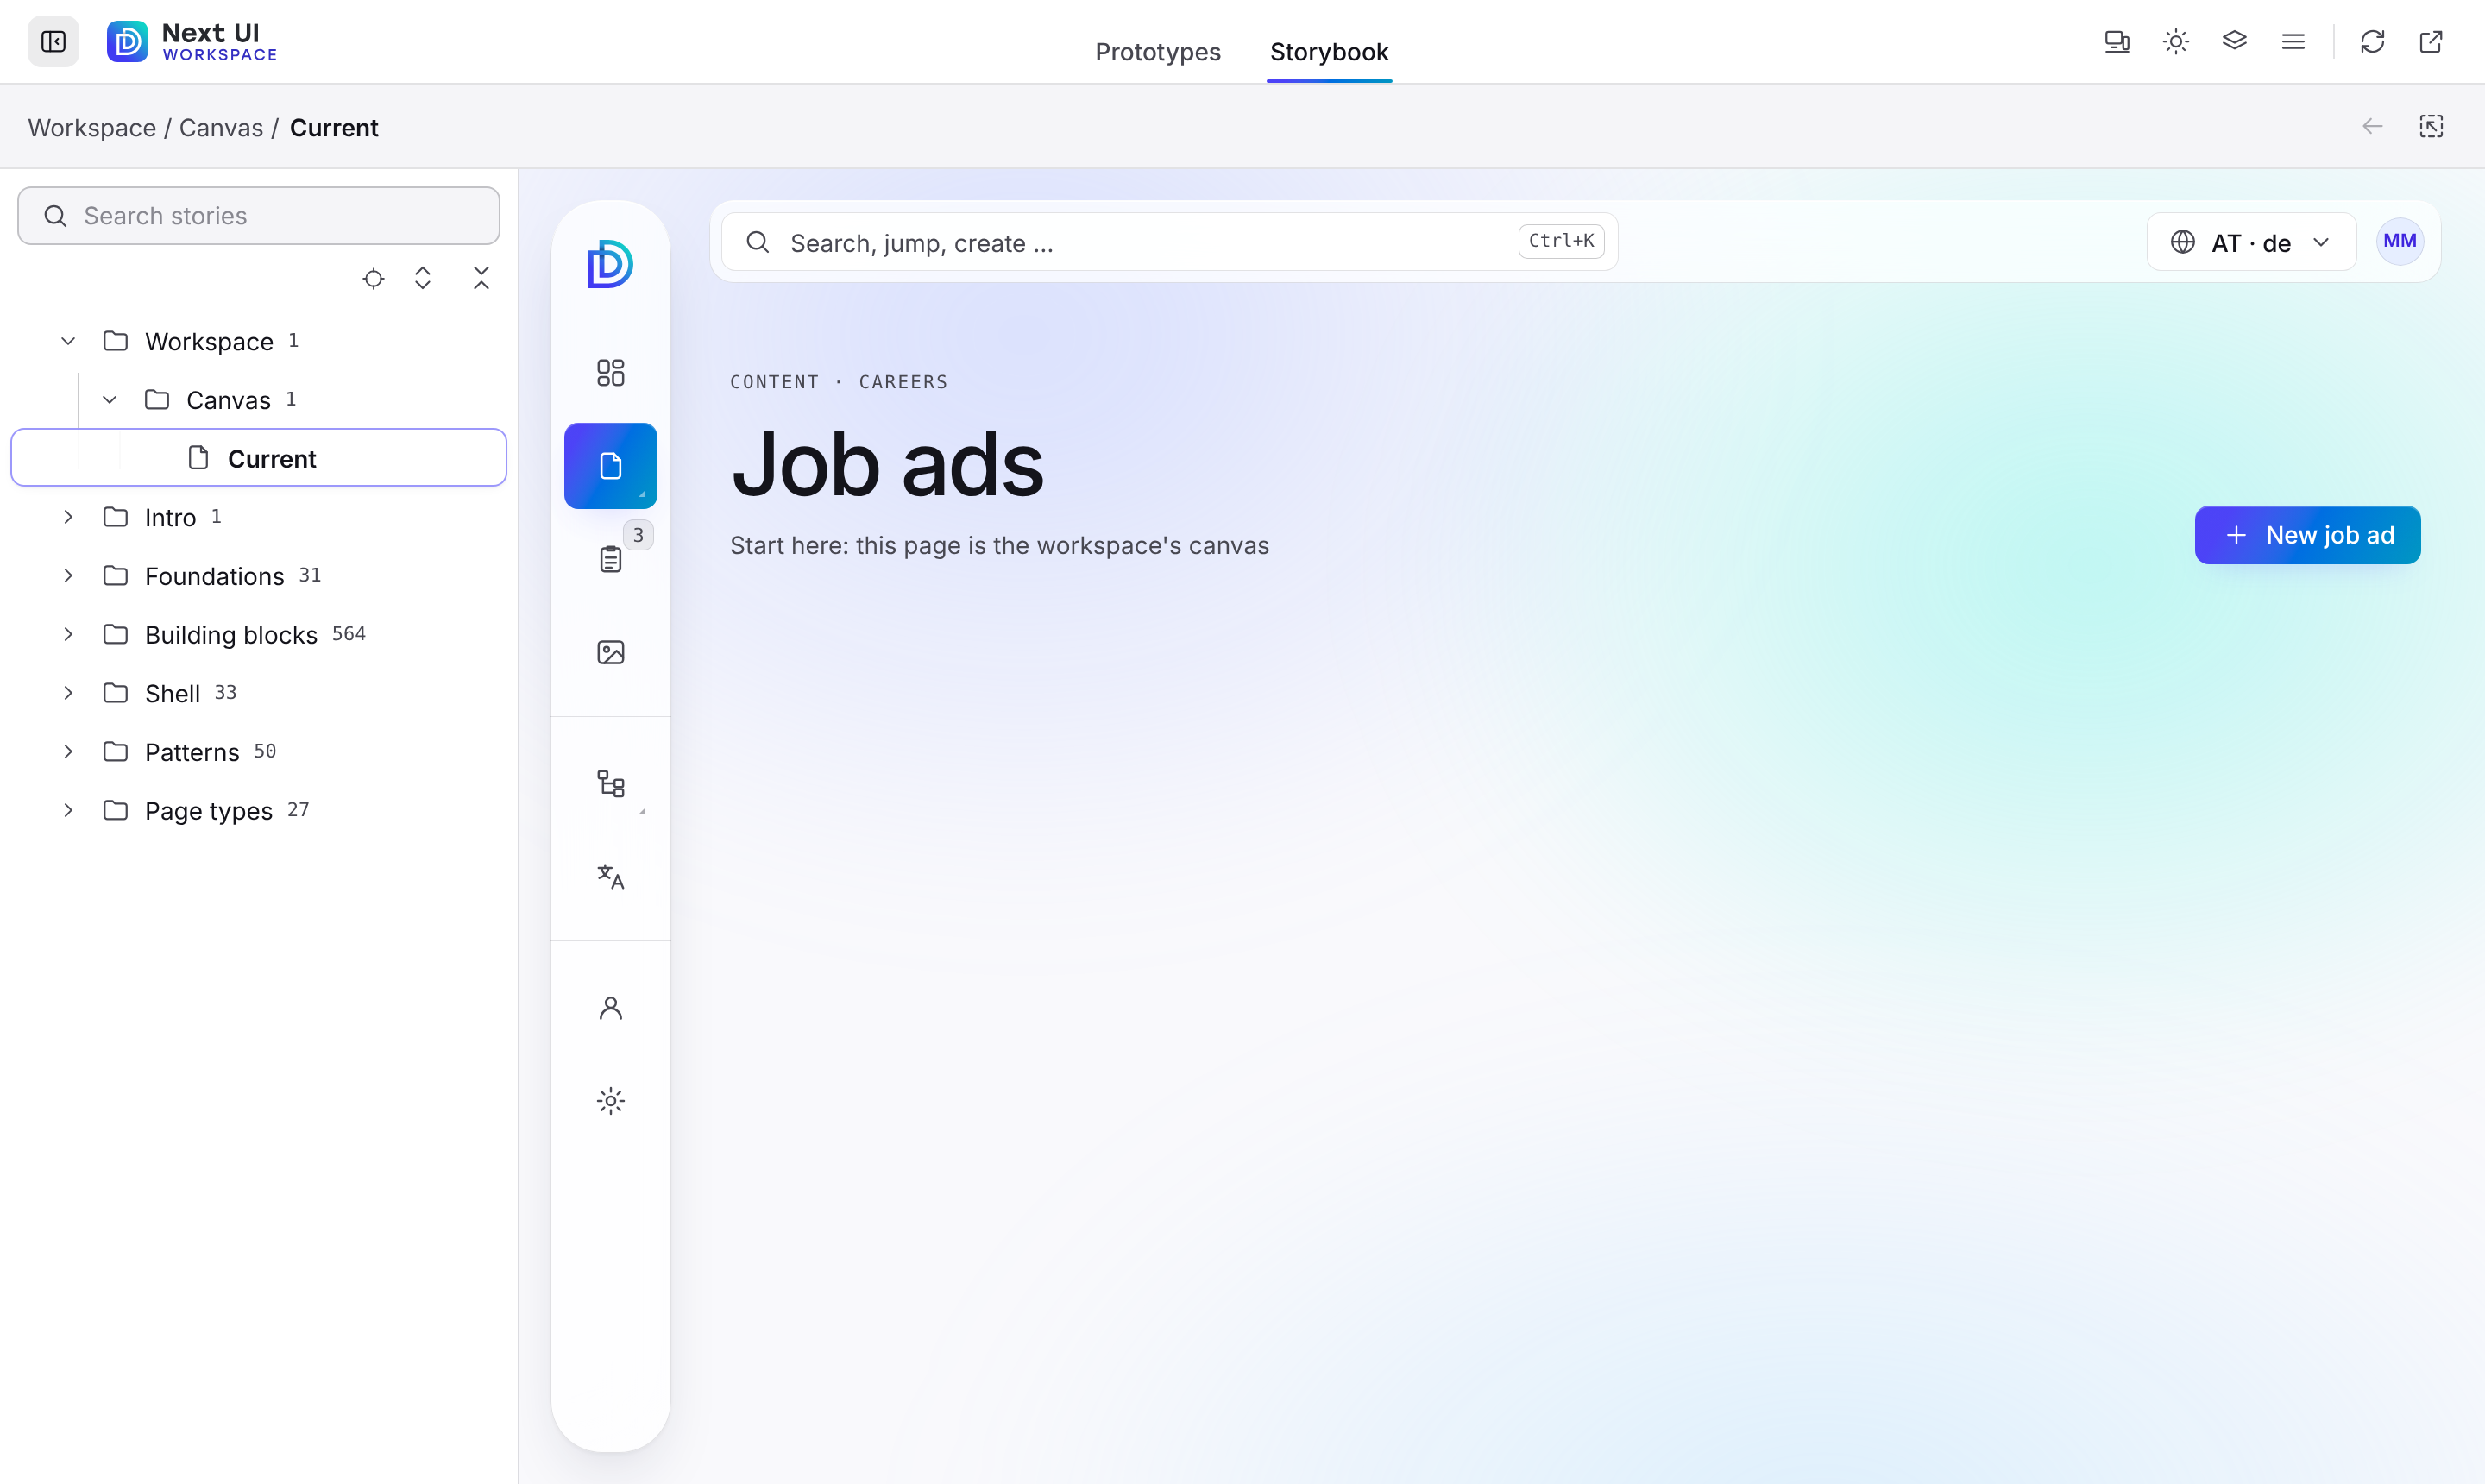 Next UI
WORKSPACE
Prototypes
Storybook
Workspace / Canvas / Current
Search stories
Workspace 1
Canvas 1
Current
Intro 1
Foundations 31
Building blocks 564
Shell 33
Patterns 50
Page types 27
3
Search, jump, create ...
Ctrl+K
AT · de
MM
CONTENT · CAREERS
Job ads
Start here: this page is the workspace's canvas
New job ad